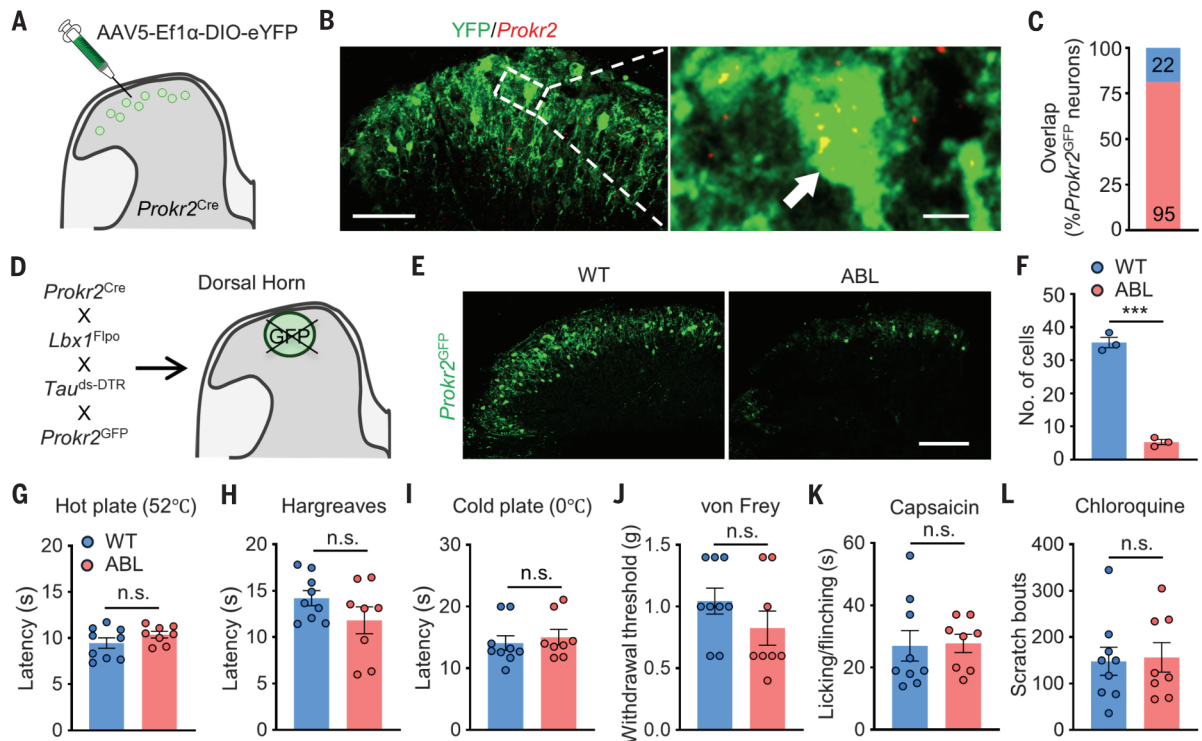 A
AAV5-Ef1α-DIO-eYFP
Prokr2Cre
B
YFP/Prokr2
C
Overlap
(%Prokr2GFP neurons)
100
75
50
25
0
22
95
D
Prokr2Cre
X
Lbx1Flpo
X
Tauds-DTR
X
Prokr2GFP
Dorsal Horn
GFP
E
WT
ABL
Prokr2GFP
F
WT
ABL
No. of cells
50
40
30
20
10
0
***
G
Hot plate (52℃)
WT
ABL
Latency (s)
20
15
10
5
0
n.s.
H
Hargreaves
Latency (s)
20
15
10
5
0
n.s.
I
Cold plate (0℃)
Latency (s)
30
20
10
0
n.s.
J
von Frey
Withdrawal threshold (g)
1.5
1.0
0.5
0.0
n.s.
K
Capsaicin
Licking/flinching (s)
60
40
20
0
n.s.
L
Chloroquine
Scratch bouts
400
300
200
100
0
n.s.